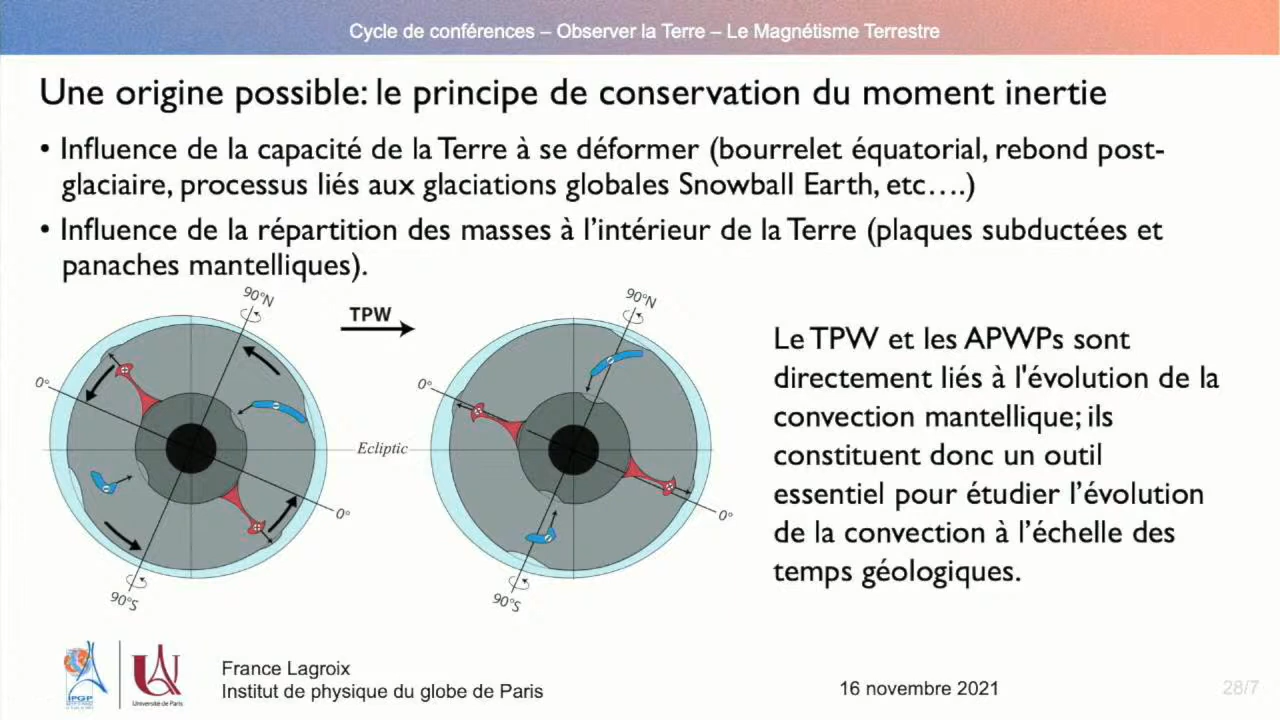 Cycle de conférences – Observer la Terre – Le Magnétisme Terrestre
Une origine possible: le principe de conservation du moment inertie
• Influence de la capacité de la Terre à se déformer (bourrelet équatorial, rebond post-
glaciaire, processus liés aux glaciations globales Snowball Earth, etc….)
• Influence de la répartition des masses à l’intérieur de la Terre (plaques subductées et
panaches mantelliques).
90°N
TPW
90°N
0°
0°
Ecliptic
0°
0°
90°S
90°S
Le TPW et les APWPs sont
directement liés à l'évolution de la
convection mantellique; ils
constituent donc un outil
essentiel pour étudier l’évolution
de la convection à l’échelle des
temps géologiques.
IPGP
Université de Paris
France Lagroix
Institut de physique du globe de Paris
16 novembre 2021
28/7